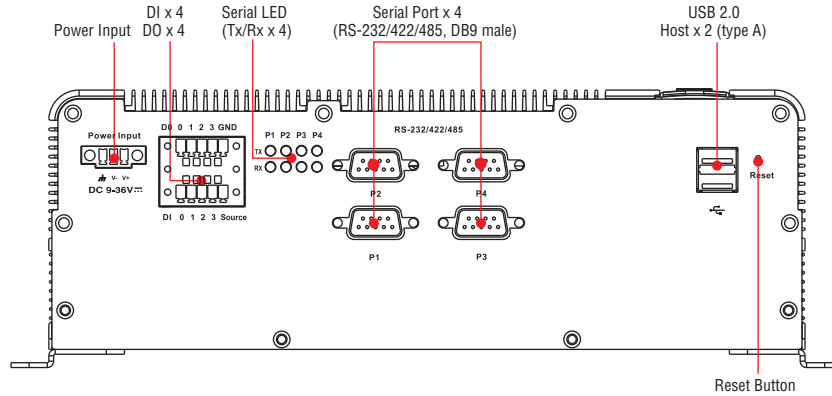 Power Input
DI x 4
DO x 4
Serial LED
(Tx/Rx x 4)
Serial Port x 4
(RS-232/422/485, DB9 male)
USB 2.0
Host x 2 (type A)
Power Input
V- V+
DC 9-36V
DO 0 1 2 3 GND
DI 0 1 2 3 Source
P1 P2 P3 P4
TX
RX
RS-232/422/485
P2
P4
P1
P3
Reset
Reset Button